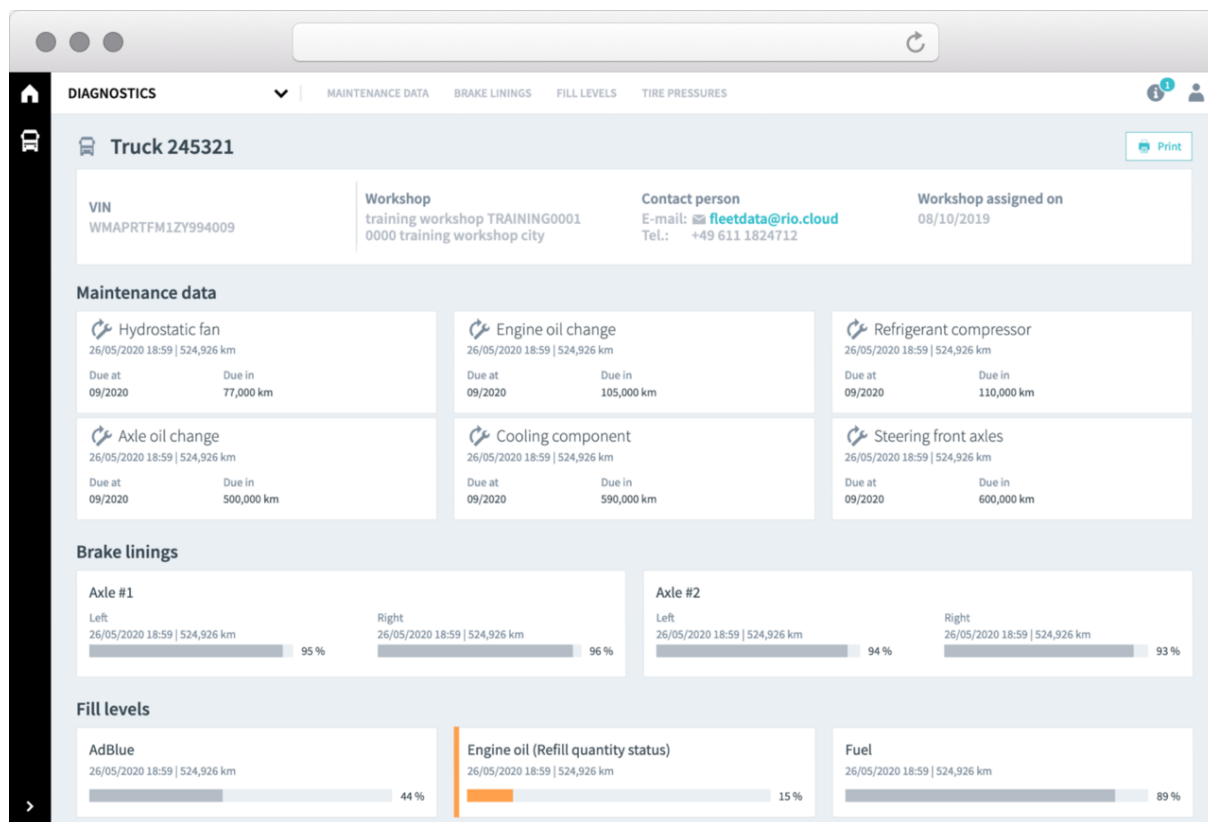 DIAGNOSTICS MAINTENANCE DATA BRAKE LININGS FILL LEVELS TIRE PRESSURES 1
Truck 245321 Print
VIN
WMAPRTFM1ZY994009
Workshop
training workshop TRAINING0001
0000 training workshop city
Contact person
E-mail: fleetdata@rio.cloud
Tel.: +49 611 1824712
Workshop assigned on
08/10/2019
Maintenance data
Hydrostatic fan
26/05/2020 18:59 | 524,926 km
Due at Due in
09/2020 77,000 km
Engine oil change
26/05/2020 18:59 | 524,926 km
Due at Due in
09/2020 105,000 km
Refrigerant compressor
26/05/2020 18:59 | 524,926 km
Due at Due in
09/2020 110,000 km
Axle oil change
26/05/2020 18:59 | 524,926 km
Due at Due in
09/2020 500,000 km
Cooling component
26/05/2020 18:59 | 524,926 km
Due at Due in
09/2020 590,000 km
Steering front axles
26/05/2020 18:59 | 524,926 km
Due at Due in
09/2020 600,000 km
Brake linings
Axle #1
Left
26/05/2020 18:59 | 524,926 km
95 %
Right
26/05/2020 18:59 | 524,926 km
96 %
Axle #2
Left
26/05/2020 18:59 | 524,926 km
94 %
Right
26/05/2020 18:59 | 524,926 km
93 %
Fill levels
AdBlue
26/05/2020 18:59 | 524,926 km
44 %
Engine oil (Refill quantity status)
26/05/2020 18:59 | 524,926 km
15 %
Fuel
26/05/2020 18:59 | 524,926 km
89 %